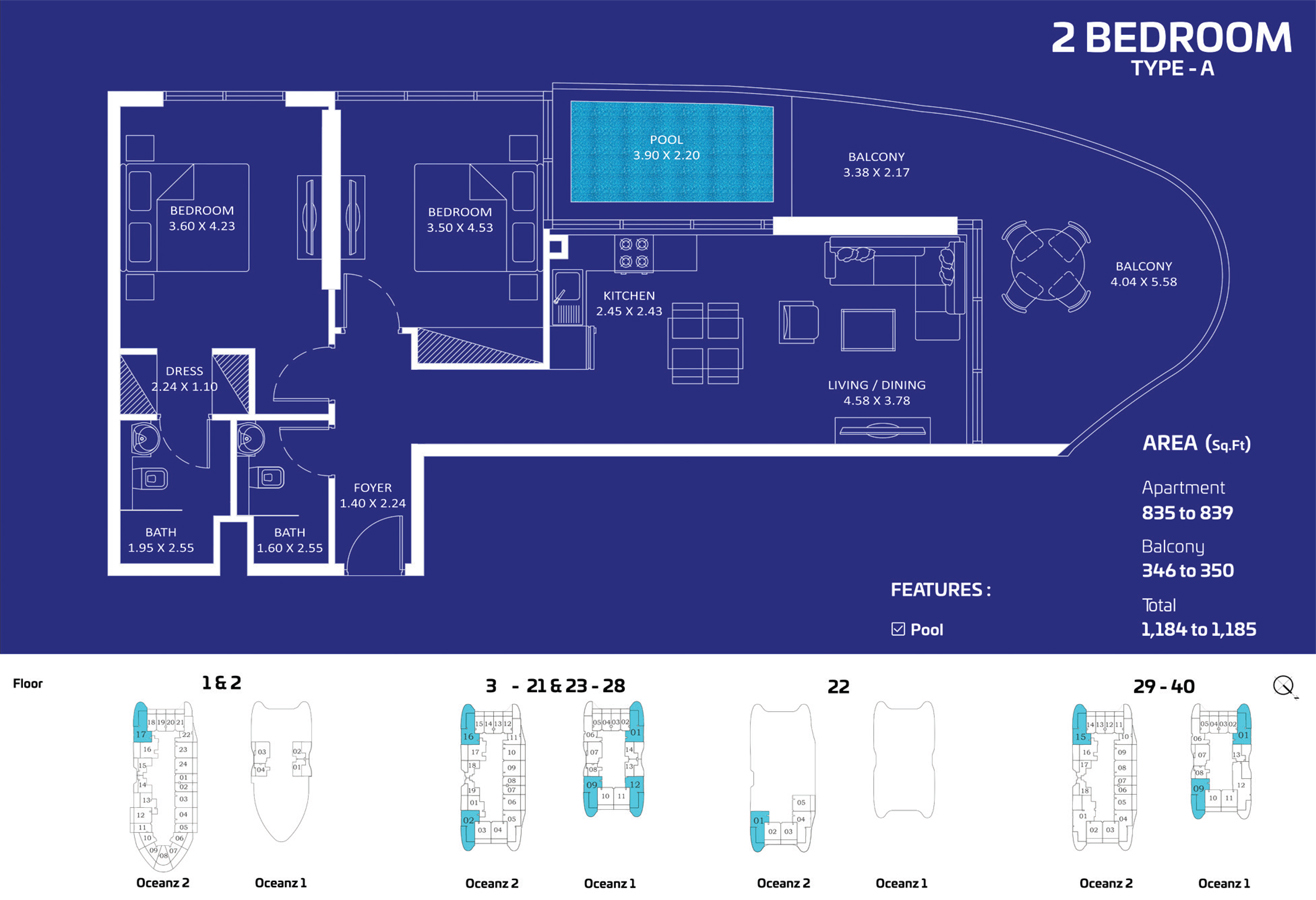 2 BEDROOM
TYPE - A
POOL
3.90 X 2.20
BALCONY
3.38 X 2.17
BEDROOM
3.60 X 4.23
BEDROOM
3.50 X 4.53
BALCONY
4.04 X 5.58
KITCHEN
2.45 X 2.43
DRESS
2.24 X 1.10
LIVING / DINING
4.58 X 3.78
FOYER
1.40 X 2.24
BATH
1.95 X 2.55
BATH
1.60 X 2.55
AREA (Sq.Ft)
Apartment
835 to 839
Balcony
346 to 350
Total
1,184 to 1,185
FEATURES :
Pool
Floor
1 & 2
18 19 20 21
17
22
16
23
15
24
01
14
02
13
03
12
04
11
05
10
06
09
07
08
Oceanz 2
03
02
04
01
Oceanz 1
3 - 21 & 23 - 28
15 14 13 12
16
11
17
10
18
09
08
19
07
01
06
02
05
03 04
Oceanz 2
05 04 03 02
06
01
07
14
08
13
09
12
10 11
Oceanz 1
22
05
01
04
02 03
Oceanz 2
Oceanz 1
29 - 40
14 13 12 11
15
10
16
09
17
08
07
18
06
05
01
04
02 03
Oceanz 2
05 04 03 02
06
01
07
13
08
12
09
10 11
Oceanz 1